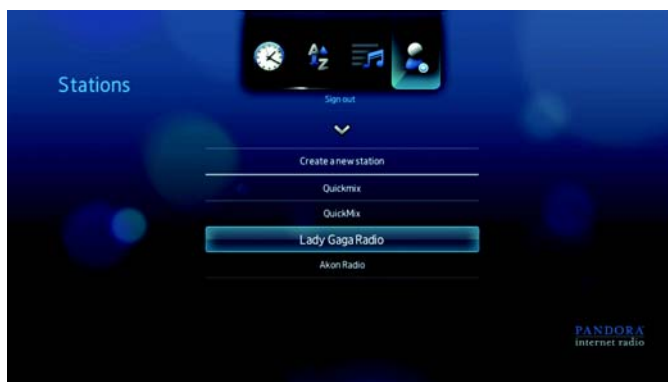 Stations
A
Z
Sign out
Create a new station
Quickmix
QuickMix
Lady Gaga Radio
Akon Radio
PANDORA
internet radio